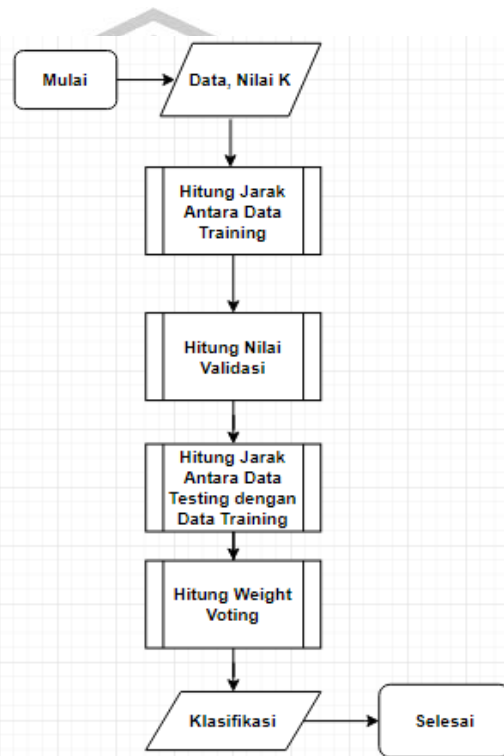 Mulai
Data, Nilai K
Hitung Jarak
Antara Data
Training
Hitung Nilai
Validasi
Hitung Jarak
Antara Data
Testing dengan
Data Training
Hitung Weight
Voting
Klasifikasi
Selesai